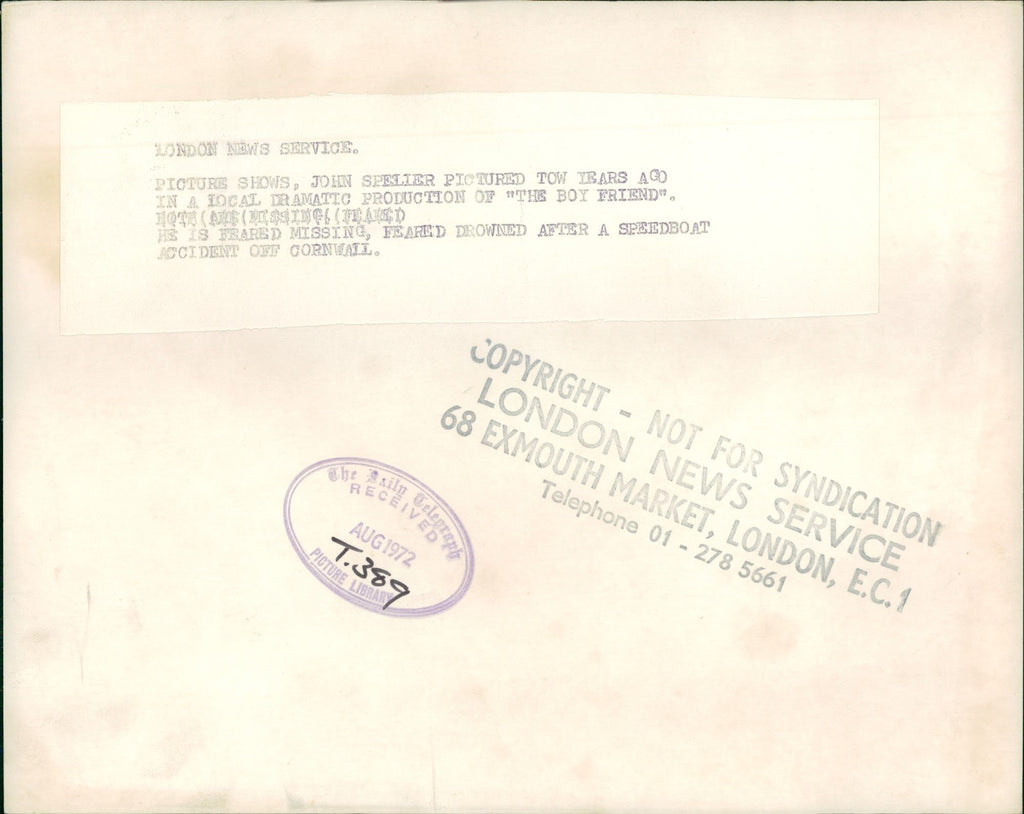 LONDON NEWS SERVICE.
PICTURE SHOWS, JOHN SPELLER PICTURED TOW YEARS AGO
IN A LOCAL DRAMATIC PRODUCTION OF "THE BOY FRIEND".
HE IS FEARED MISSING, FEARED DROWNED AFTER A SPEEDBOAT
ACCIDENT OFF CORNWALL.
COPYRIGHT - NOT FOR SYNDICATION
LONDON NEWS SERVICE
68 EXMOUTH MARKET, LONDON, E.C.1
Telephone 01 - 278 5661
The Daily Telegraph
RECEIVED
AUG 1972
T.389
PICTURE LIBRARY